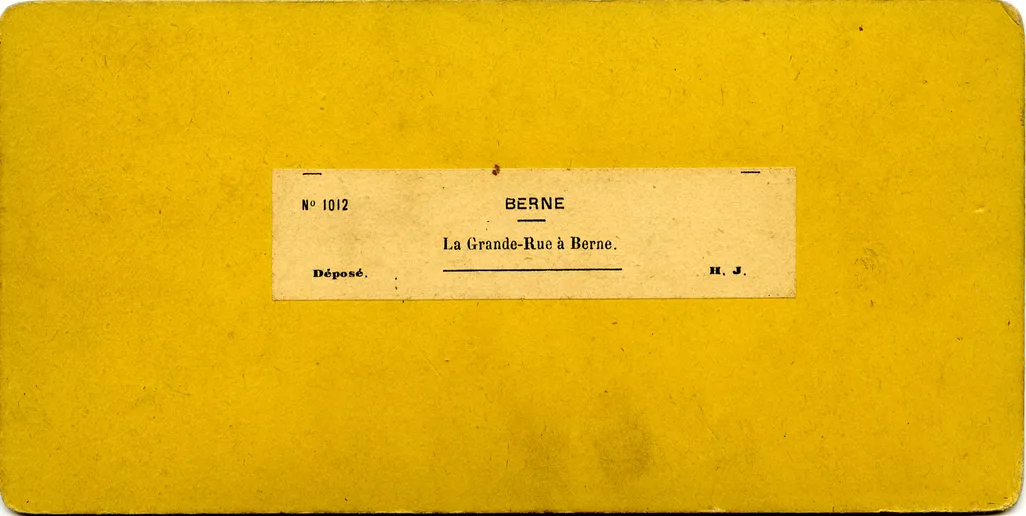 Nº 1012
BERNE
La Grande-Rue à Berne.
Déposé.
H. J.